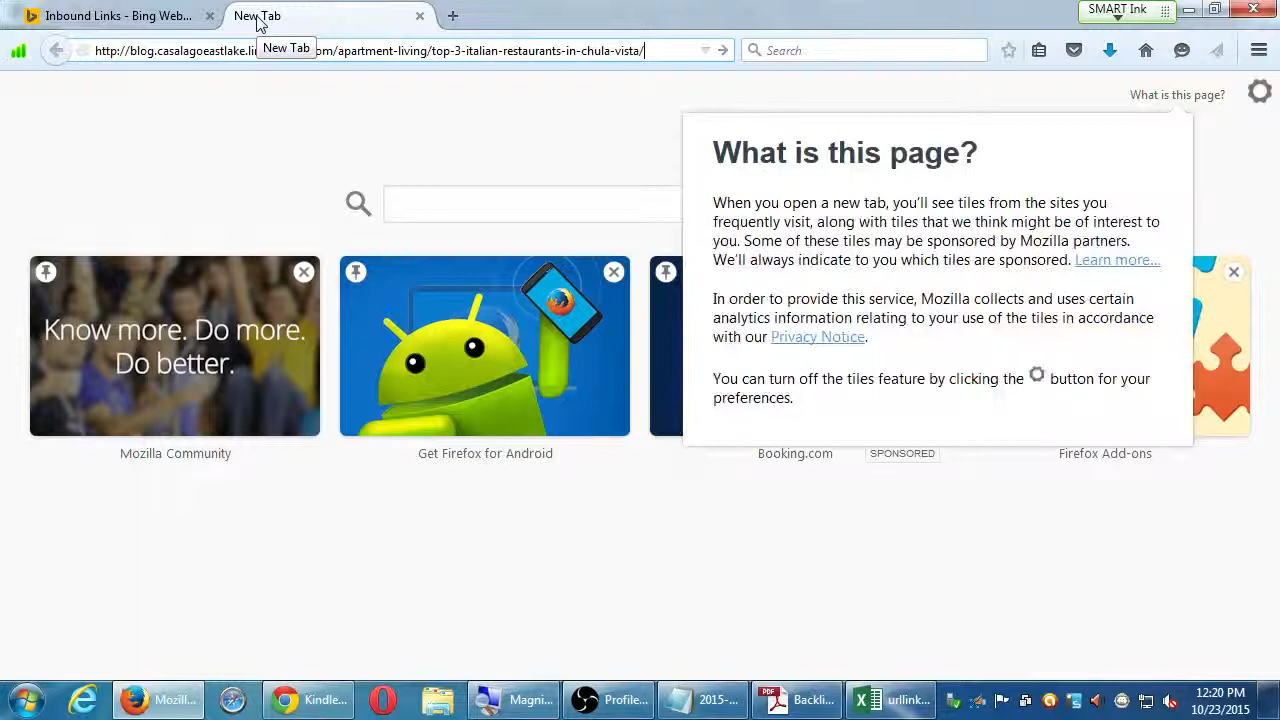 Inbound Links - Bing Web...
New Tab
SMART Ink
http://blog.casalagoeastlake.li
New Tab
om/apartment-living/top-3-italian-restaurants-in-chula-vista/
Search
What is this page?
What is this page?
When you open a new tab, you'll see tiles from the sites you
frequently visit, along with tiles that we think might be of interest to
you. Some of these tiles may be sponsored by Mozilla partners.
We'll always indicate to you which tiles are sponsored. Learn more...
In order to provide this service, Mozilla collects and uses certain
analytics information relating to your use of the tiles in accordance
with our Privacy Notice.
You can turn off the tiles feature by clicking the button for your
preferences.
Know more. Do more.
Do better.
Mozilla Community
Get Firefox for Android
Booking.com
SPONSORED
Firefox Add-ons
Mozill...
Kindle...
Magni...
Profile...
2015-...
PDF
Backli...
urllink...
12:20 PM
10/23/2015